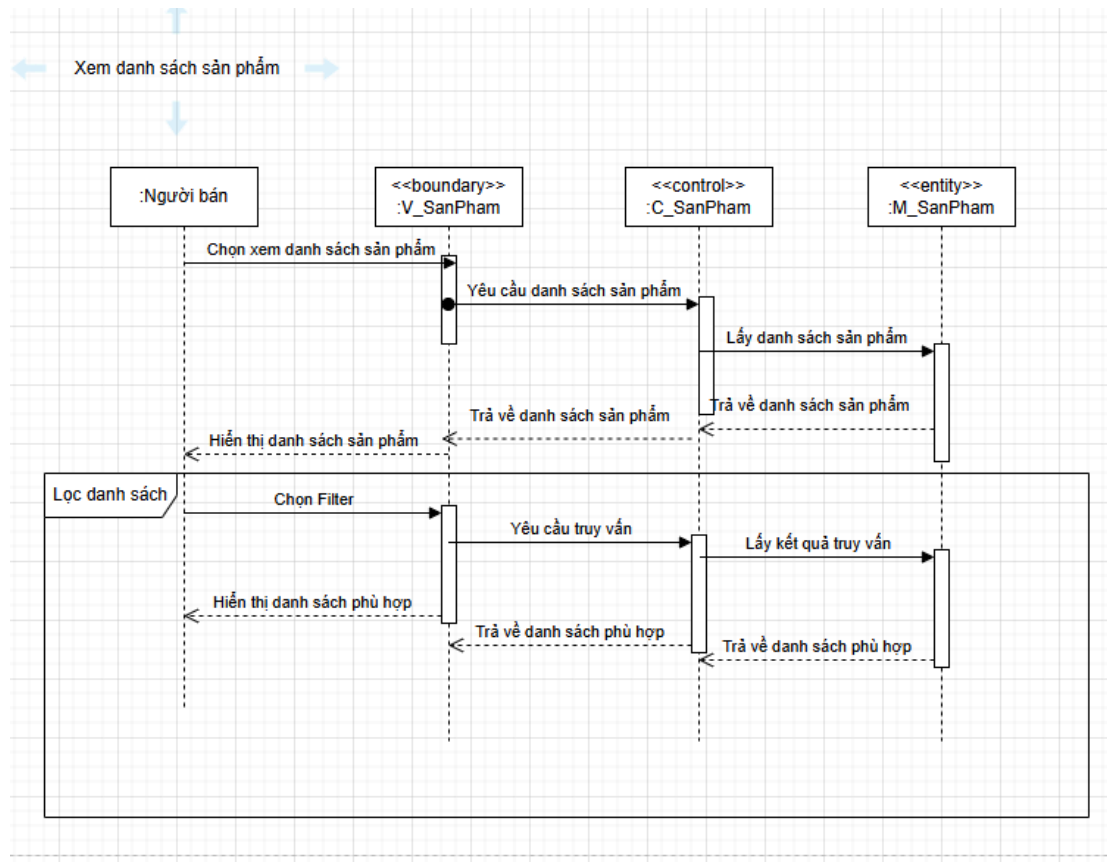 Xem danh sách sản phẩm
:Người bán
<<boundary>>
:V_SanPham
<<control>>
:C_SanPham
<<entity>>
:M_SanPham
Chọn xem danh sách sản phẩm
Yêu cầu danh sách sản phẩm
Lấy danh sách sản phẩm
Trả về danh sách sản phẩm
Trả về danh sách sản phẩm
Hiển thị danh sách sản phẩm
Lọc danh sách
Chọn Filter
Yêu cầu truy vấn
Lấy kết quả truy vấn
Hiển thị danh sách phù hợp
Trả về danh sách phù hợp
Trả về danh sách phù hợp